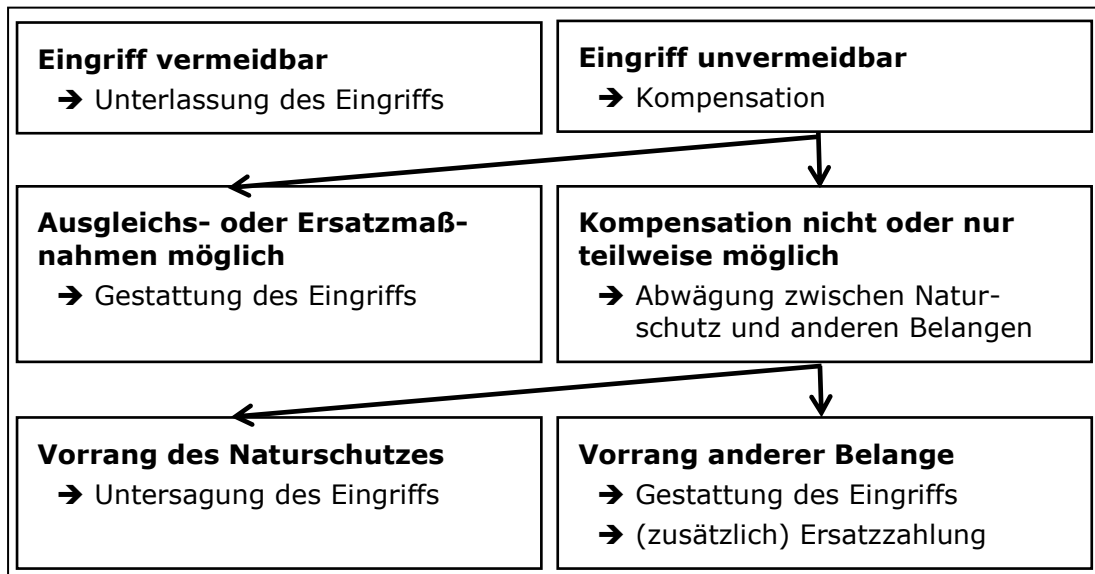 Eingriff vermeidbar
➔ Unterlassung des Eingriffs
Eingriff unvermeidbar
➔ Kompensation
Ausgleichs- oder Ersatzmaß-
nahmen möglich
➔ Gestattung des Eingriffs
Kompensation nicht oder nur
teilweise möglich
➔ Abwägung zwischen Natur-
schutz und anderen Belangen
Vorrang des Naturschutzes
➔ Untersagung des Eingriffs
Vorrang anderer Belange
➔ Gestattung des Eingriffs
➔ (zusätzlich) Ersatzzahlung